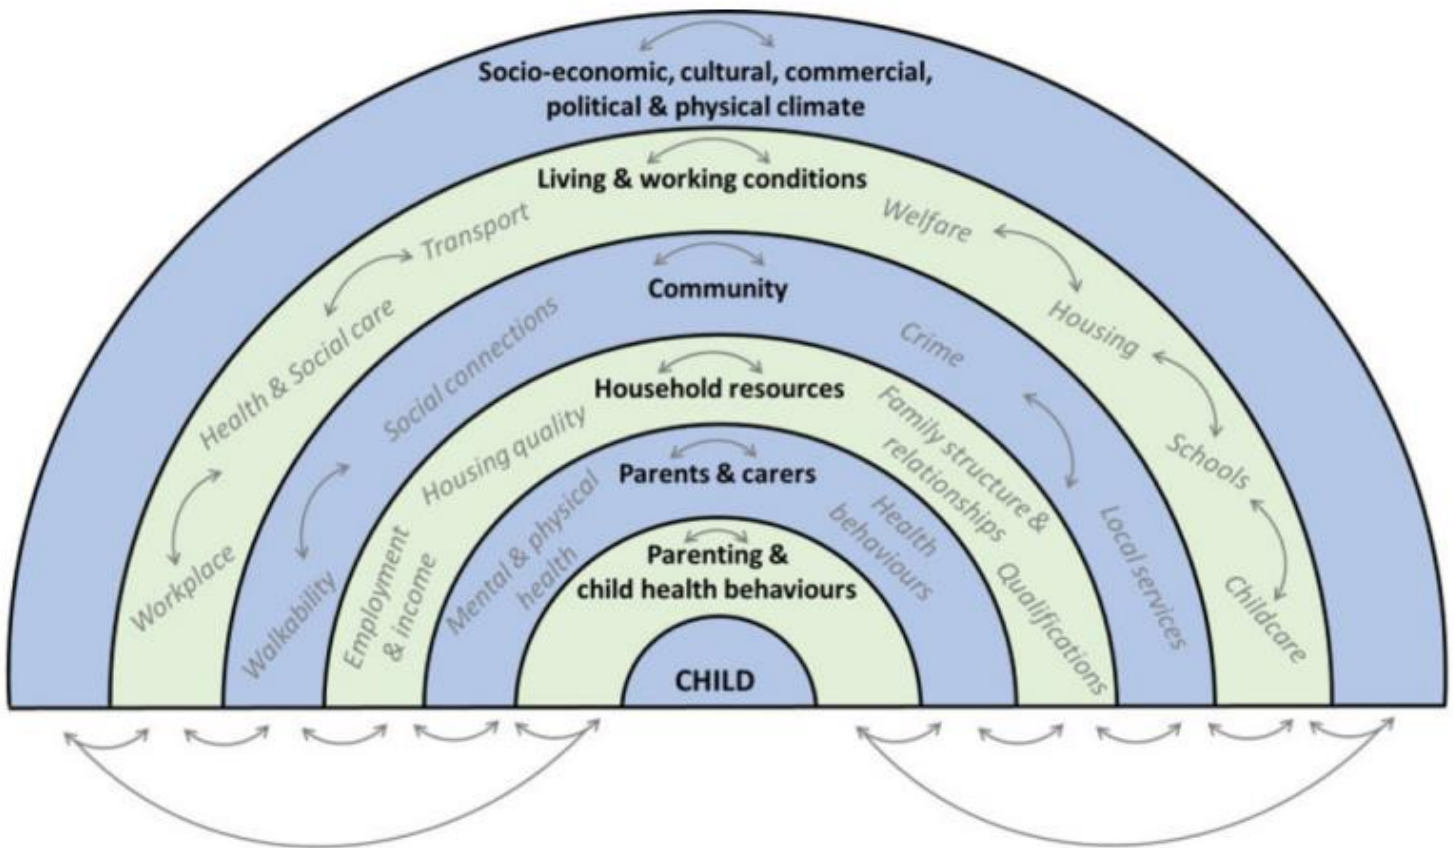 Socio-economic, cultural, commercial,
political & physical climate
Living & working conditions
Transport
Welfare
Health & Social care
Housing
Workplace
Schools
Childcare
Community
Social connections
Crime
Walkability
Local services
Household resources
Housing quality
Family structure &
relationships
Employment
& income
Qualifications
Parents & carers
Mental & physical
health
Health
behaviours
Parenting &
child health behaviours
CHILD